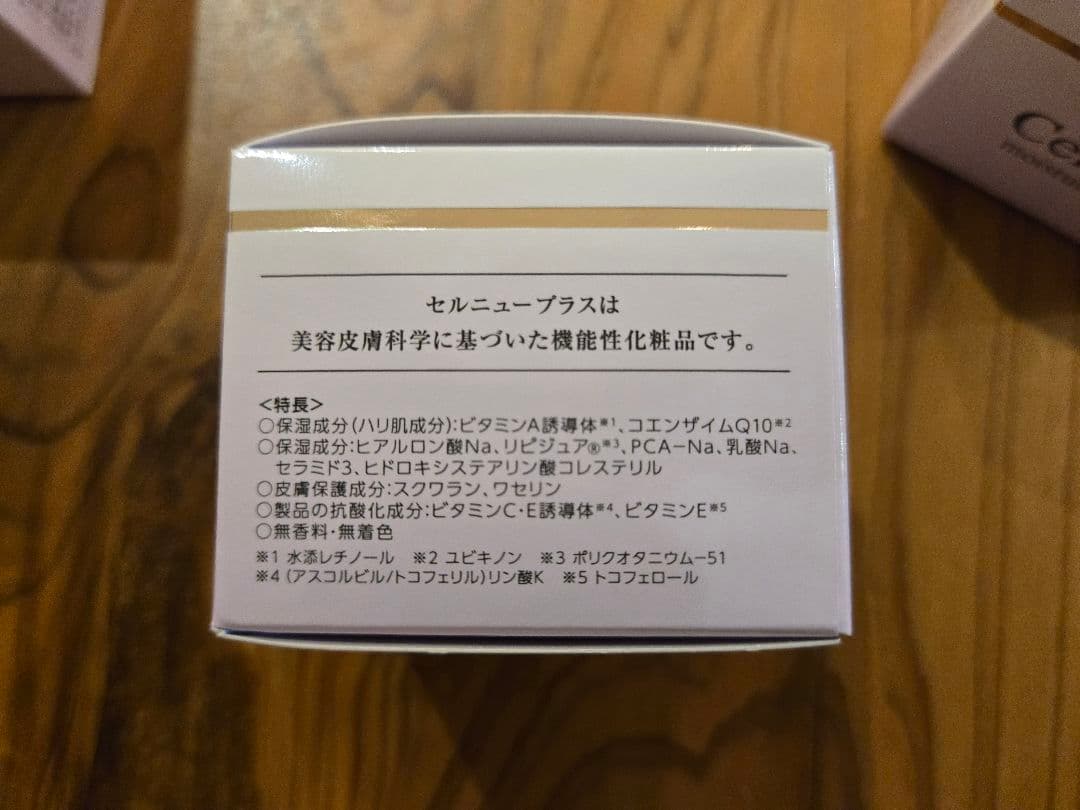 セルニュープラスは
美容皮膚科学に基づいた機能性化粧品です。
<特長>
○保湿成分(ハリ肌成分):ビタミンA誘導体※1、コエンザイムQ10※2
○保湿成分:ヒアルロン酸Na、リピジュア®※3、PCA-Na、乳酸Na、
セラミド3、ヒドロキシステアリン酸コレステリル
○皮膚保護成分:スクワラン、ワセリン
○製品の抗酸化成分:ビタミンC・E誘導体※4、ビタミンE※5
○無香料・無着色
※1 水添レチノール ※2 ユビキノン ※3 ポリクオタニウム-51
※4 (アスコルビル/トコフェリル)リン酸K ※5 トコフェロール